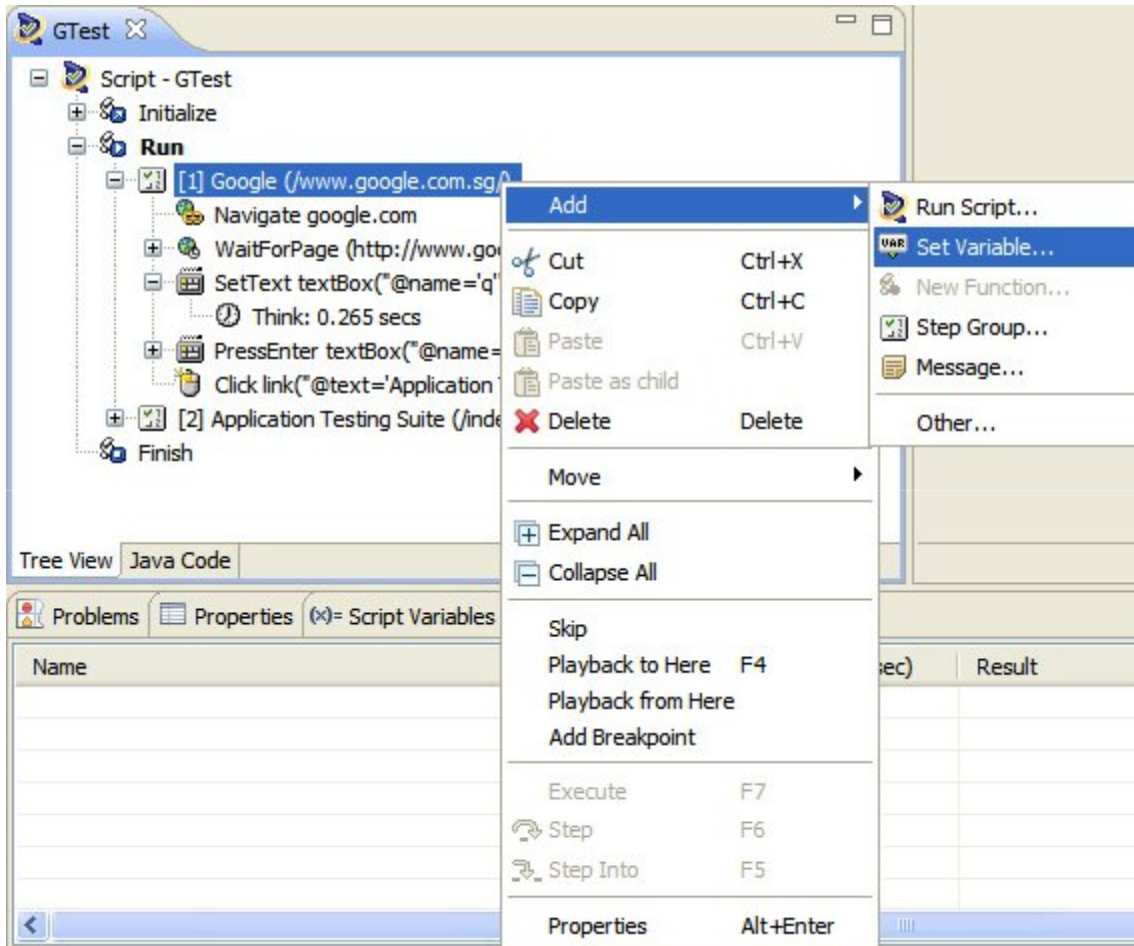 GTest
Script - GTest
Initialize
Run
[1] Google (/www.google.com.sg/)
Navigate google.com
WaitForPage (http://www.goo
SetText textBox("@name='q'
Think: 0.265 secs
PressEnter textBox("@name=
Click link("@text='Application
[2] Application Testing Suite (/inde
Finish
Tree View Java Code
Add
Cut Ctrl+X
Copy Ctrl+C
Paste Ctrl+V
Paste as child
Delete Delete
Move
Expand All
Collapse All
Skip
Playback to Here F4
Playback from Here
Add Breakpoint
Execute F7
Step F6
Step Into F5
Properties Alt+Enter
Run Script...
VAR Set Variable...
New Function...
Step Group...
Message...
Other...
Problems Properties (x)= Script Variables
Name sec) Result